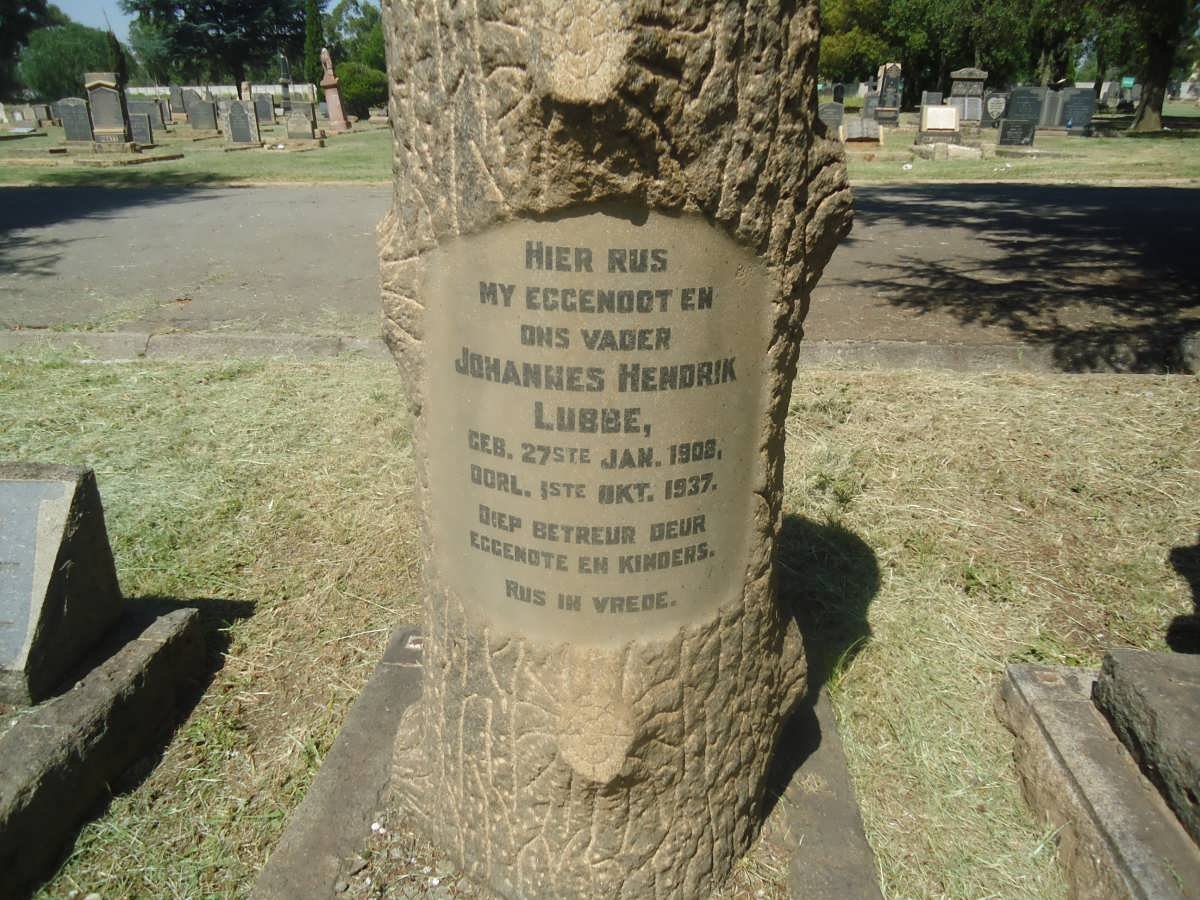 HIER RUS
MY EGGENOOT EN
ONS VADER
JOHANNES HENDRIK
LUBBE,
GEB. 27STE JAN. 1908,
OORL. 1STE OKT. 1937.
DIEP BETREUR DEUR
EGGENOTE EN KINDERS.
RUS IN VREDE.